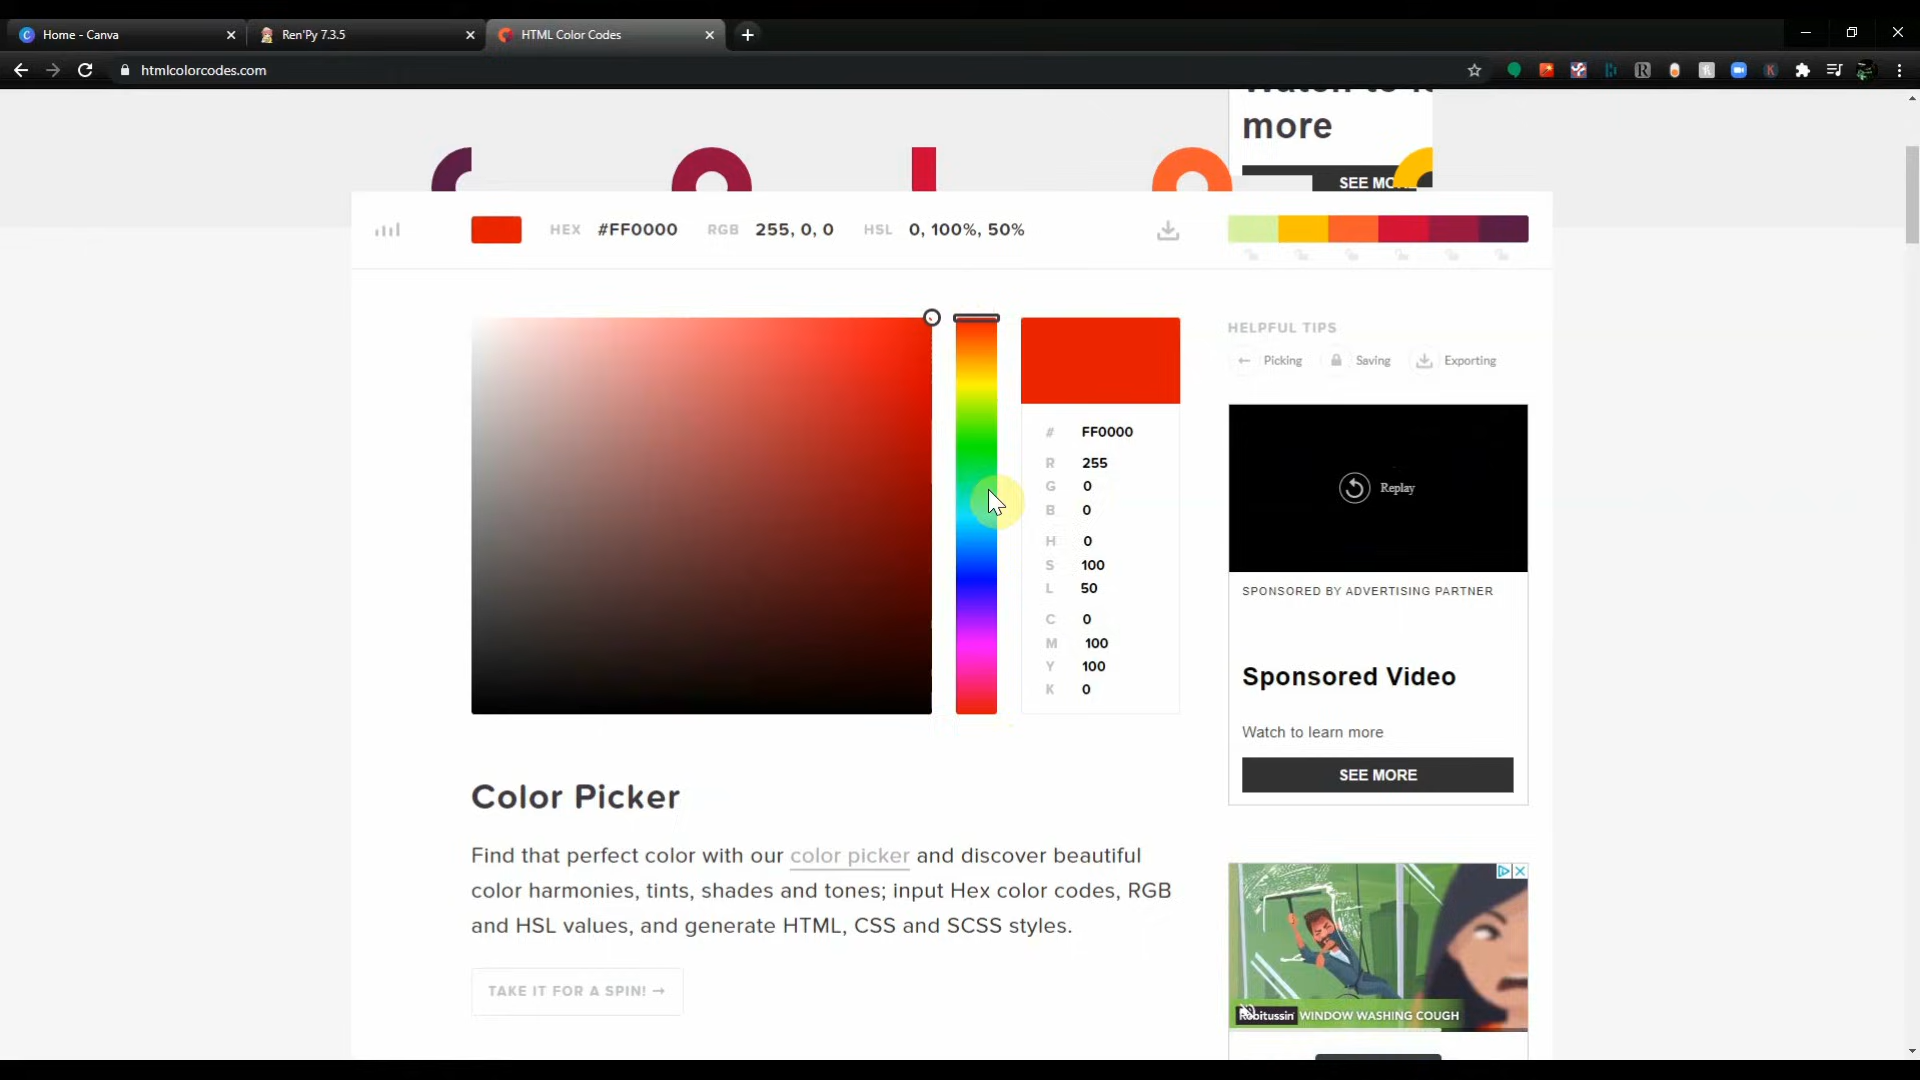 Home - Canva
Ren'Py 7.3.5
HTML Color Codes
htmlcolorcodes.com
more
SEE MORE
HEX #FF0000 RGB 255, 0, 0 HSL 0, 100%, 50%
HELPFUL TIPS
Picking Saving Exporting
# FF0000
R 255
G 0
B 0
H 0
S 100
L 50
C 0
M 100
Y 100
K 0
Replay
SPONSORED BY ADVERTISING PARTNER
Sponsored Video
Watch to learn more
SEE MORE
Color Picker
Find that perfect color with our color picker and discover beautiful
color harmonies, tints, shades and tones; input Hex color codes, RGB
and HSL values, and generate HTML, CSS and SCSS styles.
TAKE IT FOR A SPIN! →
Robitussin WINDOW WASHING COUGH